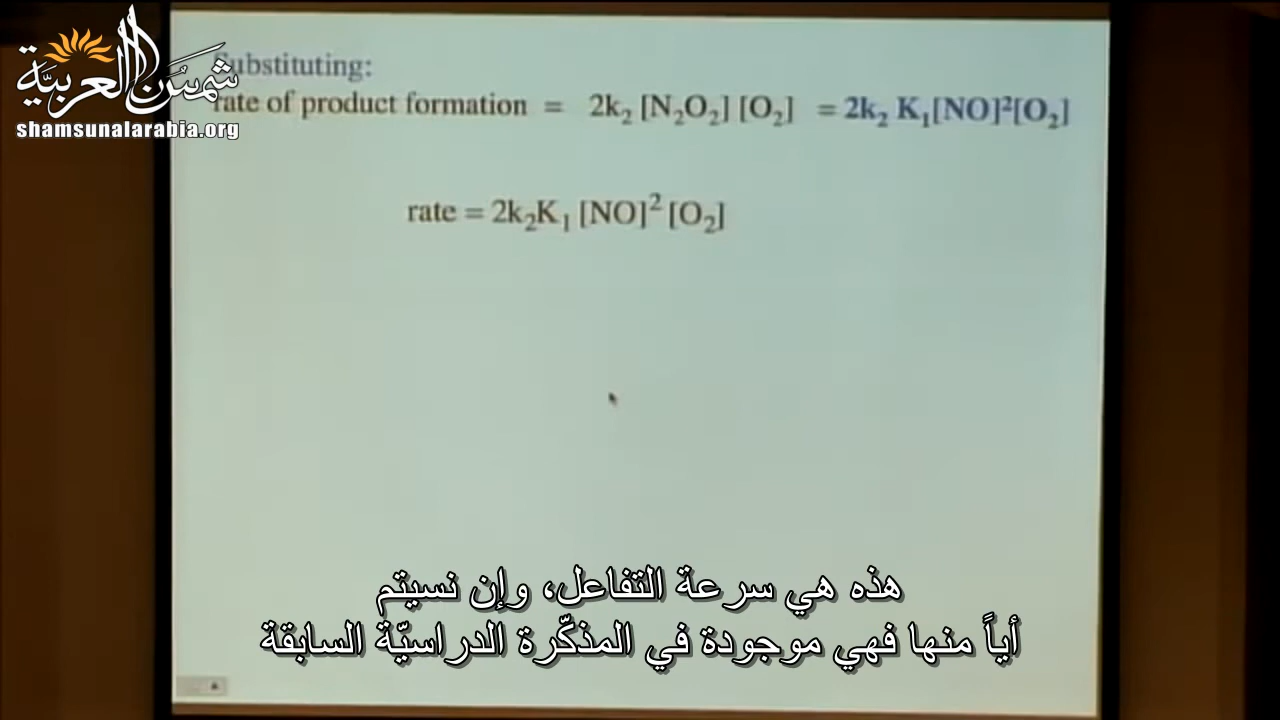 شمس العربية
shamsunalarabia.org
Substituting:
rate of product formation = 2k₂ [N₂O₂] [O₂] = 2k₂ K₁[NO]²[O₂]
rate = 2k₂K₁ [NO]² [O₂]
هذه هي سرعة التفاعل، وإن نسيتم
أياً منها فهي موجودة في المذكّرة الدراسيّة السابقة